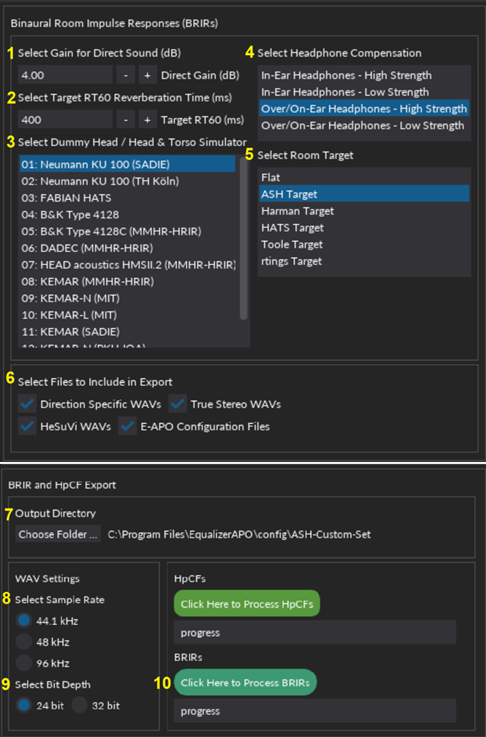 Binaural Room Impulse Responses (BRIRs)
1 Select Gain for Direct Sound (dB)
4.00 - + Direct Gain (dB)
2 Select Target RT60 Reverberation Time (ms)
400 - + Target RT60 (ms)
3 Select Dummy Head / Head & Torso Simulator
01: Neumann KU 100 (SADIE)
02: Neumann KU 100 (TH Köln)
03: FABIAN HATS
04: B&K Type 4128
05: B&K Type 4128C (MMHR-HRIR)
06: DADEC (MMHR-HRIR)
07: HEAD acoustics HMSII.2 (MMHR-HRIR)
08: KEMAR (MMHR-HRIR)
09: KEMAR-N (MIT)
10: KEMAR-L (MIT)
11: KEMAR (SADIE)
12: KEMAR-N (PKU-IOA)
4 Select Headphone Compensation
In-Ear Headphones - High Strength
In-Ear Headphones - Low Strength
Over/On-Ear Headphones - High Strength
Over/On-Ear Headphones - Low Strength
5 Select Room Target
Flat
ASH Target
Harman Target
HATS Target
Toole Target
rtings Target
6 Select Files to Include in Export
Direction Specific WAVs True Stereo WAVs
HeSuVi WAVs E-APO Configuration Files
BRIR and HpCF Export
7 Output Directory
Choose Folder ... C:\Program Files\EqualizerAPO\config\ASH-Custom-Set
WAV Settings
8 Select Sample Rate
44.1 kHz
48 kHz
96 kHz
9 Select Bit Depth
24 bit 32 bit
HpCFs
Click Here to Process HpCFs
progress
BRIRs
10 Click Here to Process BRIRs
progress